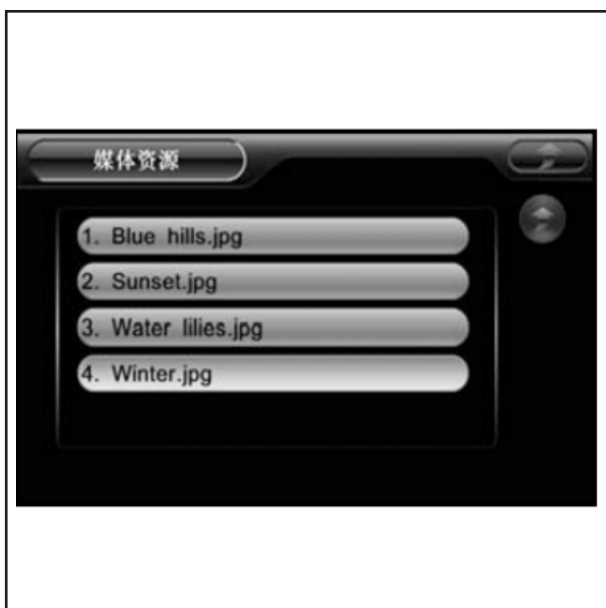 媒体资源
1. Blue hills.jpg
2. Sunset.jpg
3. Water lilies.jpg
4. Winter.jpg